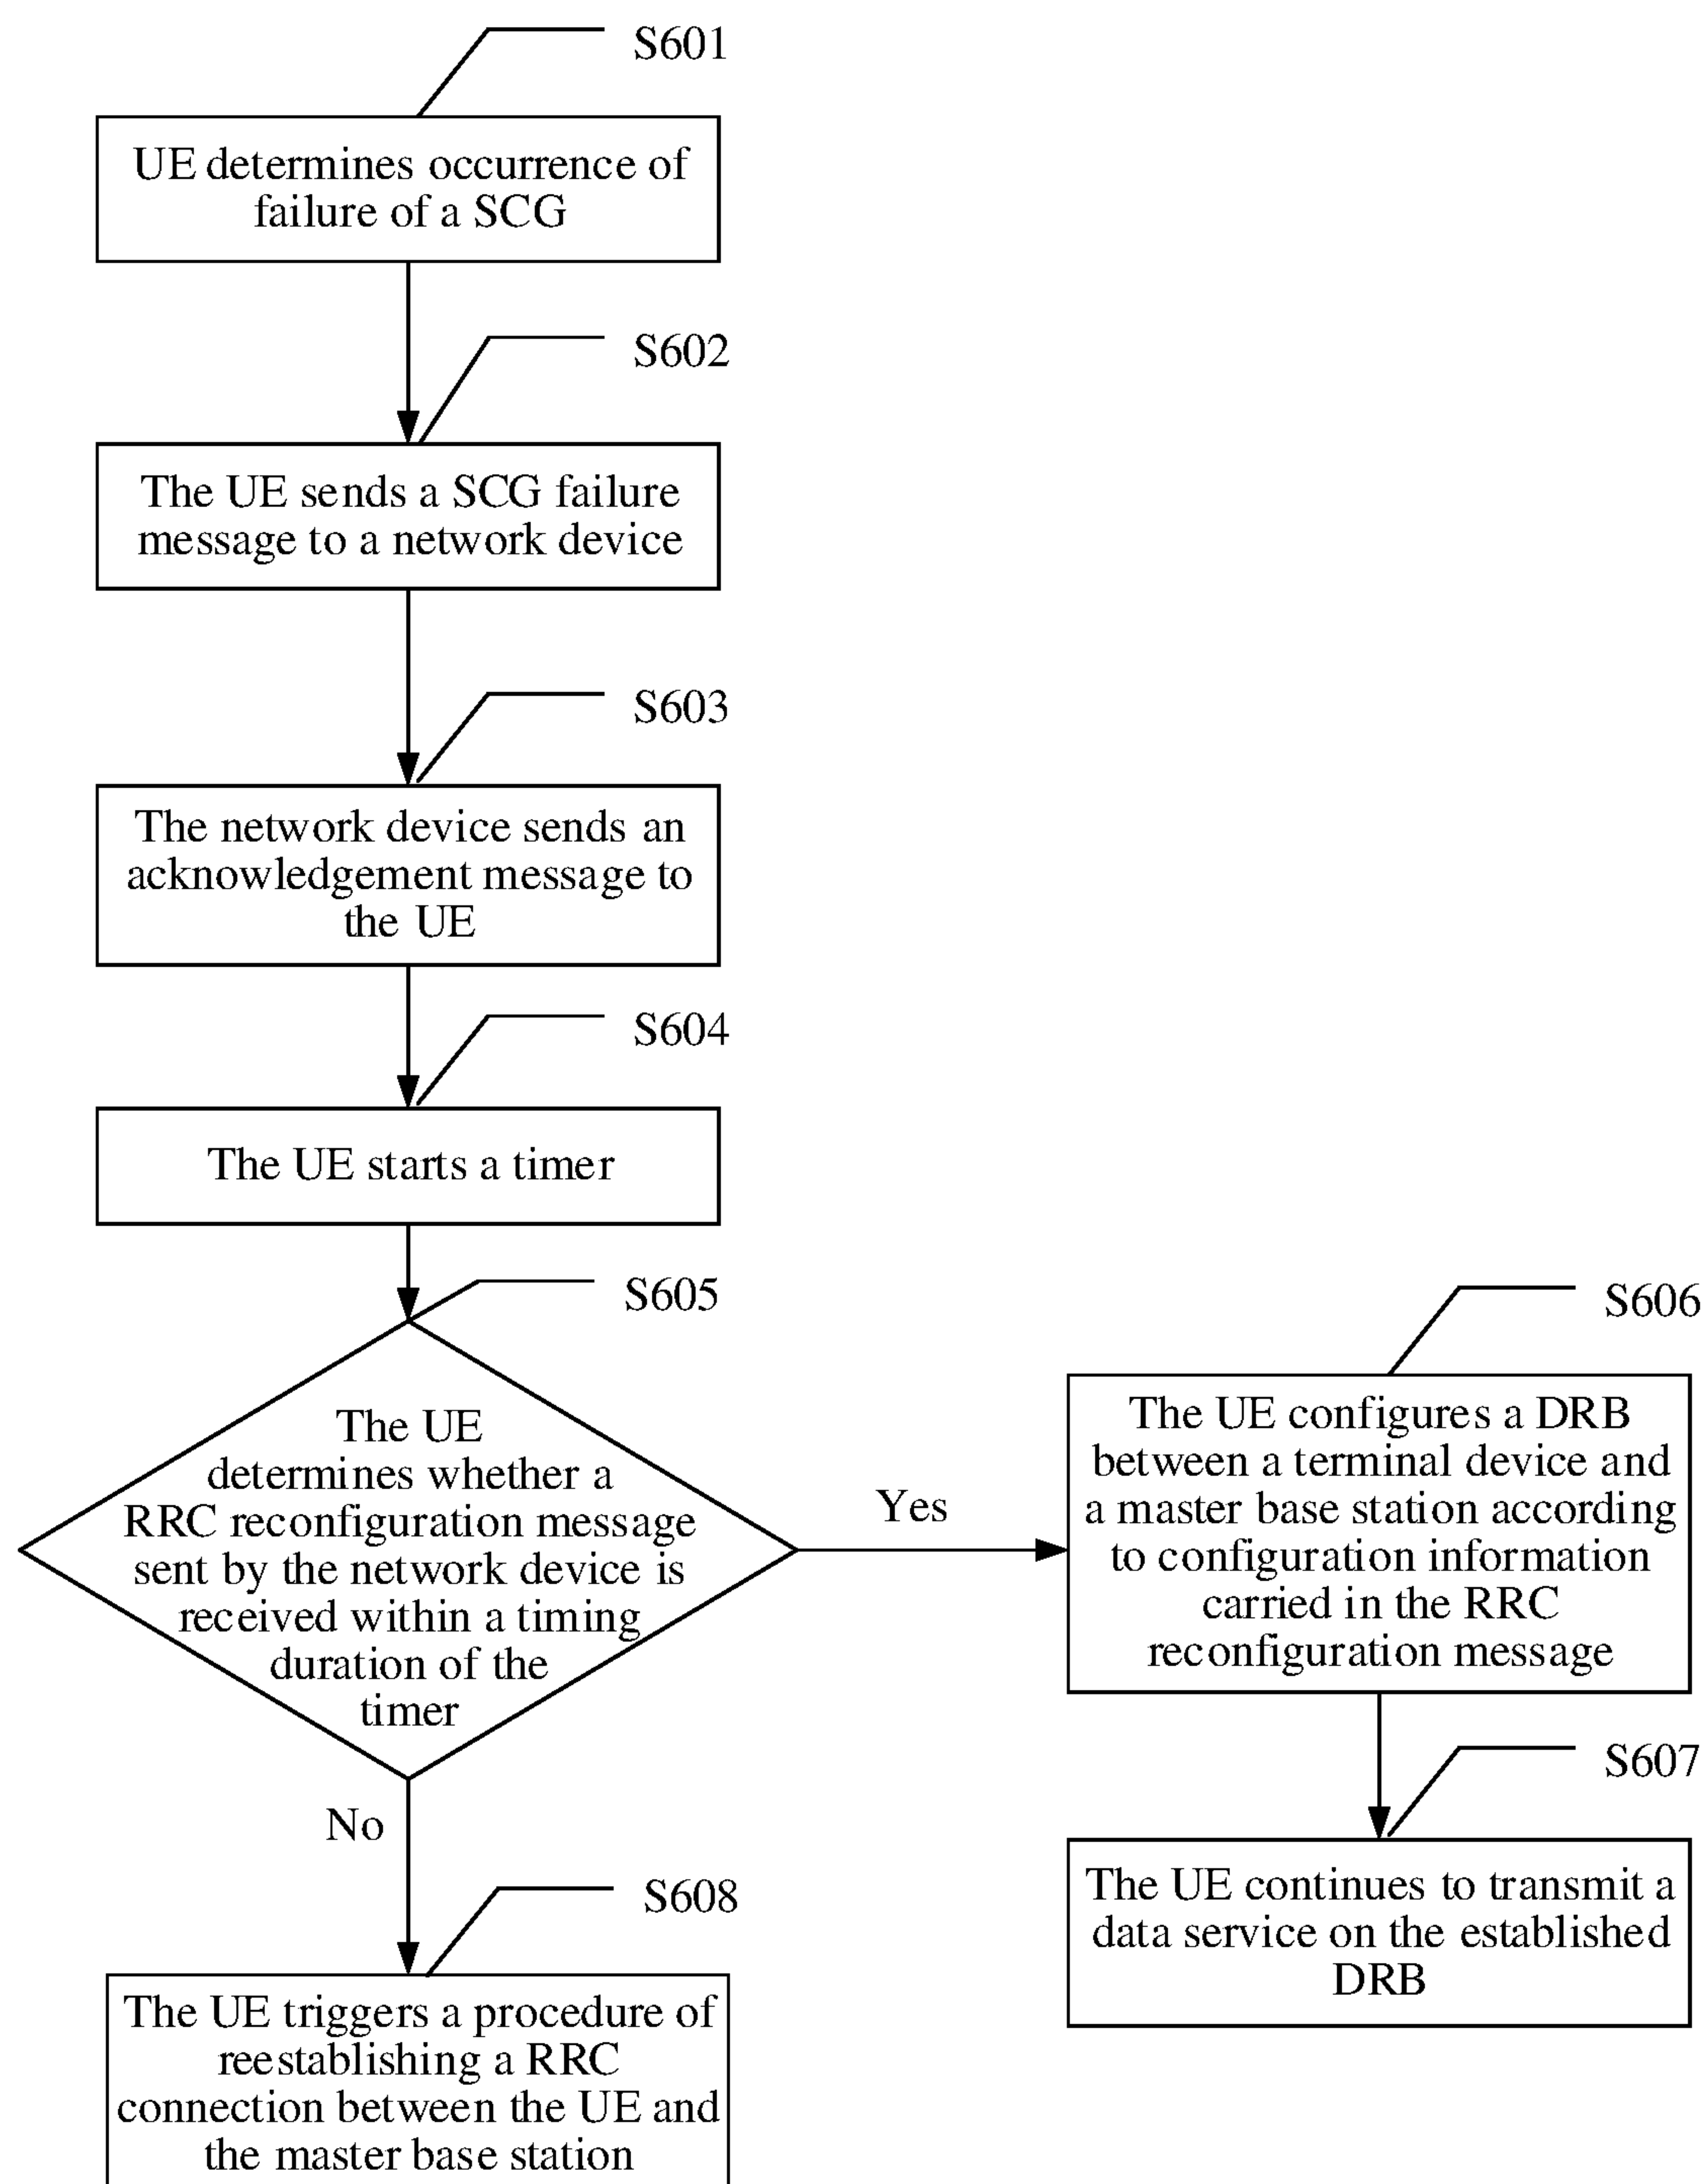 S601
UE determines occurrence of
failure of a SCG
S602
The UE sends a SCG failure
message to a network device
S603
The network device sends an
acknowledgement message to
the UE
S604
The UE starts a timer
S605
The UE
determines whether a
RRC reconfiguration message
sent by the network device is
received within a timing
duration of the
timer
Yes
S606
The UE configures a DRB
between a terminal device and
a master base station according
to configuration information
carried in the RRC
reconfiguration message
S607
The UE continues to transmit a
data service on the established
DRB
No
S608
The UE triggers a procedure of
reestablishing a RRC
connection between the UE and
the master base station